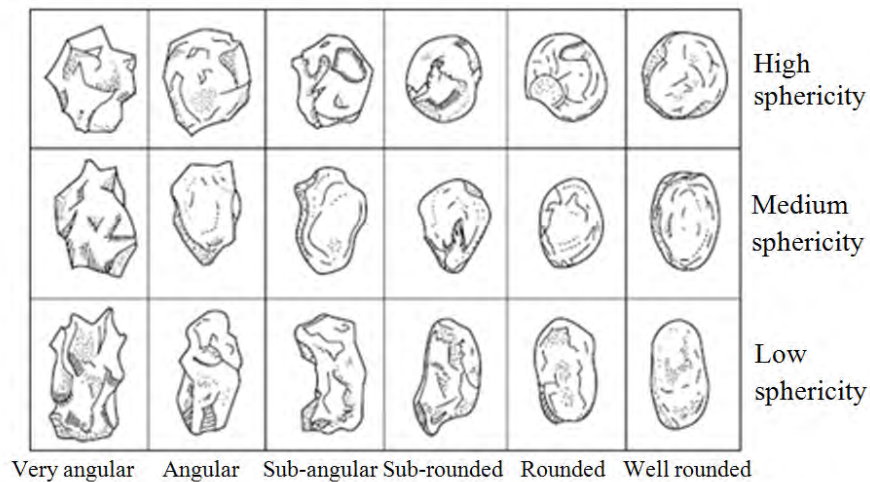 High
sphericity
Medium
sphericity
Low
sphericity
Very angular Angular Sub-angular Sub-rounded Rounded Well rounded